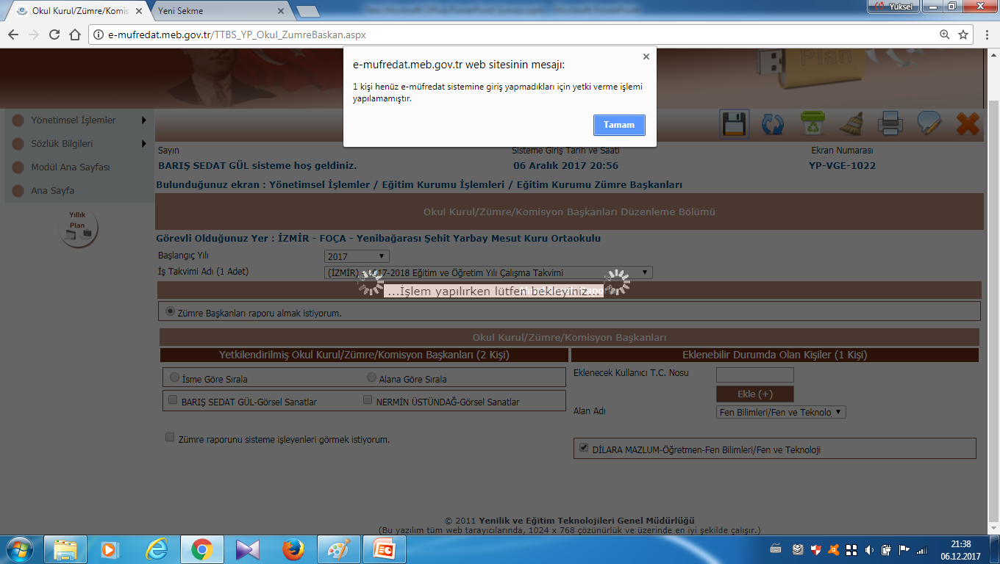 Okul Kurul/Zümre/Komis
Yeni Sekme
Yüksel
e-mufredat.meb.gov.tr/TTBS_YP_Okul_ZumreBaskan.aspx
Plan
e-mufredat.meb.gov.tr web sitesinin mesajı:
1 kişi henüz e-müfredat sistemine giriş yapmadıkları için yetki verme işlemi
yapılamamıştır.
Tamam
Yönetimsel İşlemler
Sözlük Bilgileri
Modül Ana Sayfası
Ana Sayfa
Yıllık
Plan
Sayın
Sisteme Giriş Tarih ve Saati
Ekran Numarası
BARIŞ SEDAT GÜL sisteme hoş geldiniz.
06 Aralık 2017 20:56
YP-VGE-1022
Bulunduğunuz ekran : Yönetimsel İşlemler / Eğitim Kurumu İşlemleri / Eğitim Kurumu Zümre Başkanları
Okul Kurul/Zümre/Komisyon Başkanları Düzenleme Bölümü
Görevli Olduğunuz Yer : İZMİR - FOÇA - Yenibağarası Şehit Yarbay Mesut Kuru Ortaokulu
Başlangıç Yılı
2017
İş Takvimi Adı (1 Adet)
(İZMİR) 2017-2018 Eğitim ve Öğretim Yılı Çalışma Takvimi
...İşlem yapılırken lütfen bekleyiniz...
Zümre Başkanları raporu almak istiyorum.
Okul Kurul/Zümre/Komisyon Başkanları
Yetkilendirilmiş Okul Kurul/Zümre/Komisyon Başkanları (2 Kişi)
Eklenebilir Durumda Olan Kişiler (1 Kişi)
İsme Göre Sırala
Alana Göre Sırala
Eklenecek Kullanıcı T.C. Nosu
Ekle (+)
BARIŞ SEDAT GÜL-Görsel Sanatlar
NERMİN ÜSTÜNDAĞ-Görsel Sanatlar
Alan Adı
Fen Bilimleri/Fen ve Teknolo
Zümre raporunu sisteme işleyenleri görmek istiyorum.
DİLARA MAZLUM-Öğretmen-Fen Bilimleri/Fen ve Teknoloji
© 2011 Yenilik ve Eğitim Teknolojileri Genel Müdürlüğü
(Bu yazılım tüm web tarayıcılarında, 1024 x 768 çözünürlük ve üzerinde en iyi şekilde çalışır.)
21:38
06.12.2017